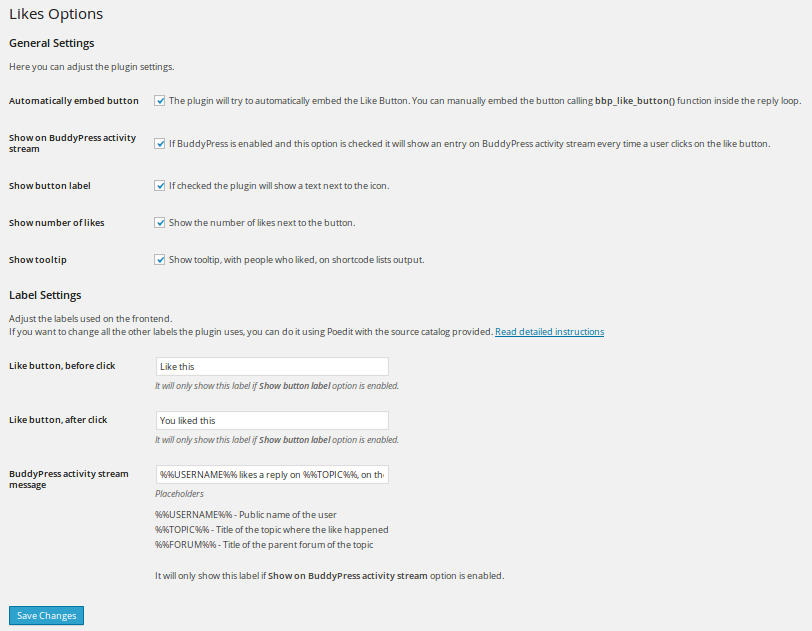 Likes Options
General Settings
Here you can adjust the plugin settings.
Automatically embed button
The plugin will try to automatically embed the Like Button. You can manually embed the button calling bbp_like_button() function inside the reply loop.
Show on BuddyPress activity
stream
If BuddyPress is enabled and this option is checked it will show an entry on BuddyPress activity stream every time a user clicks on the like button.
Show button label
If checked the plugin will show a text next to the icon.
Show number of likes
Show the number of likes next to the button.
Show tooltip
Show tooltip, with people who liked, on shortcode lists output.
Label Settings
Adjust the labels used on the frontend.
If you want to change all the other labels the plugin uses, you can do it using Poedit with the source catalog provided. Read detailed instructions
Like button, before click
Like this
It will only show this label if Show button label option is enabled.
Like button, after click
You liked this
It will only show this label if Show button label option is enabled.
BuddyPress activity stream
message
%%USERNAME%% likes a reply on %%TOPIC%%, on the
Placeholders
%%USERNAME%% - Public name of the user
%%TOPIC%% - Title of the topic where the like happened
%%FORUM%% - Title of the parent forum of the topic
It will only show this label if Show on BuddyPress activity stream option is enabled.
Save Changes